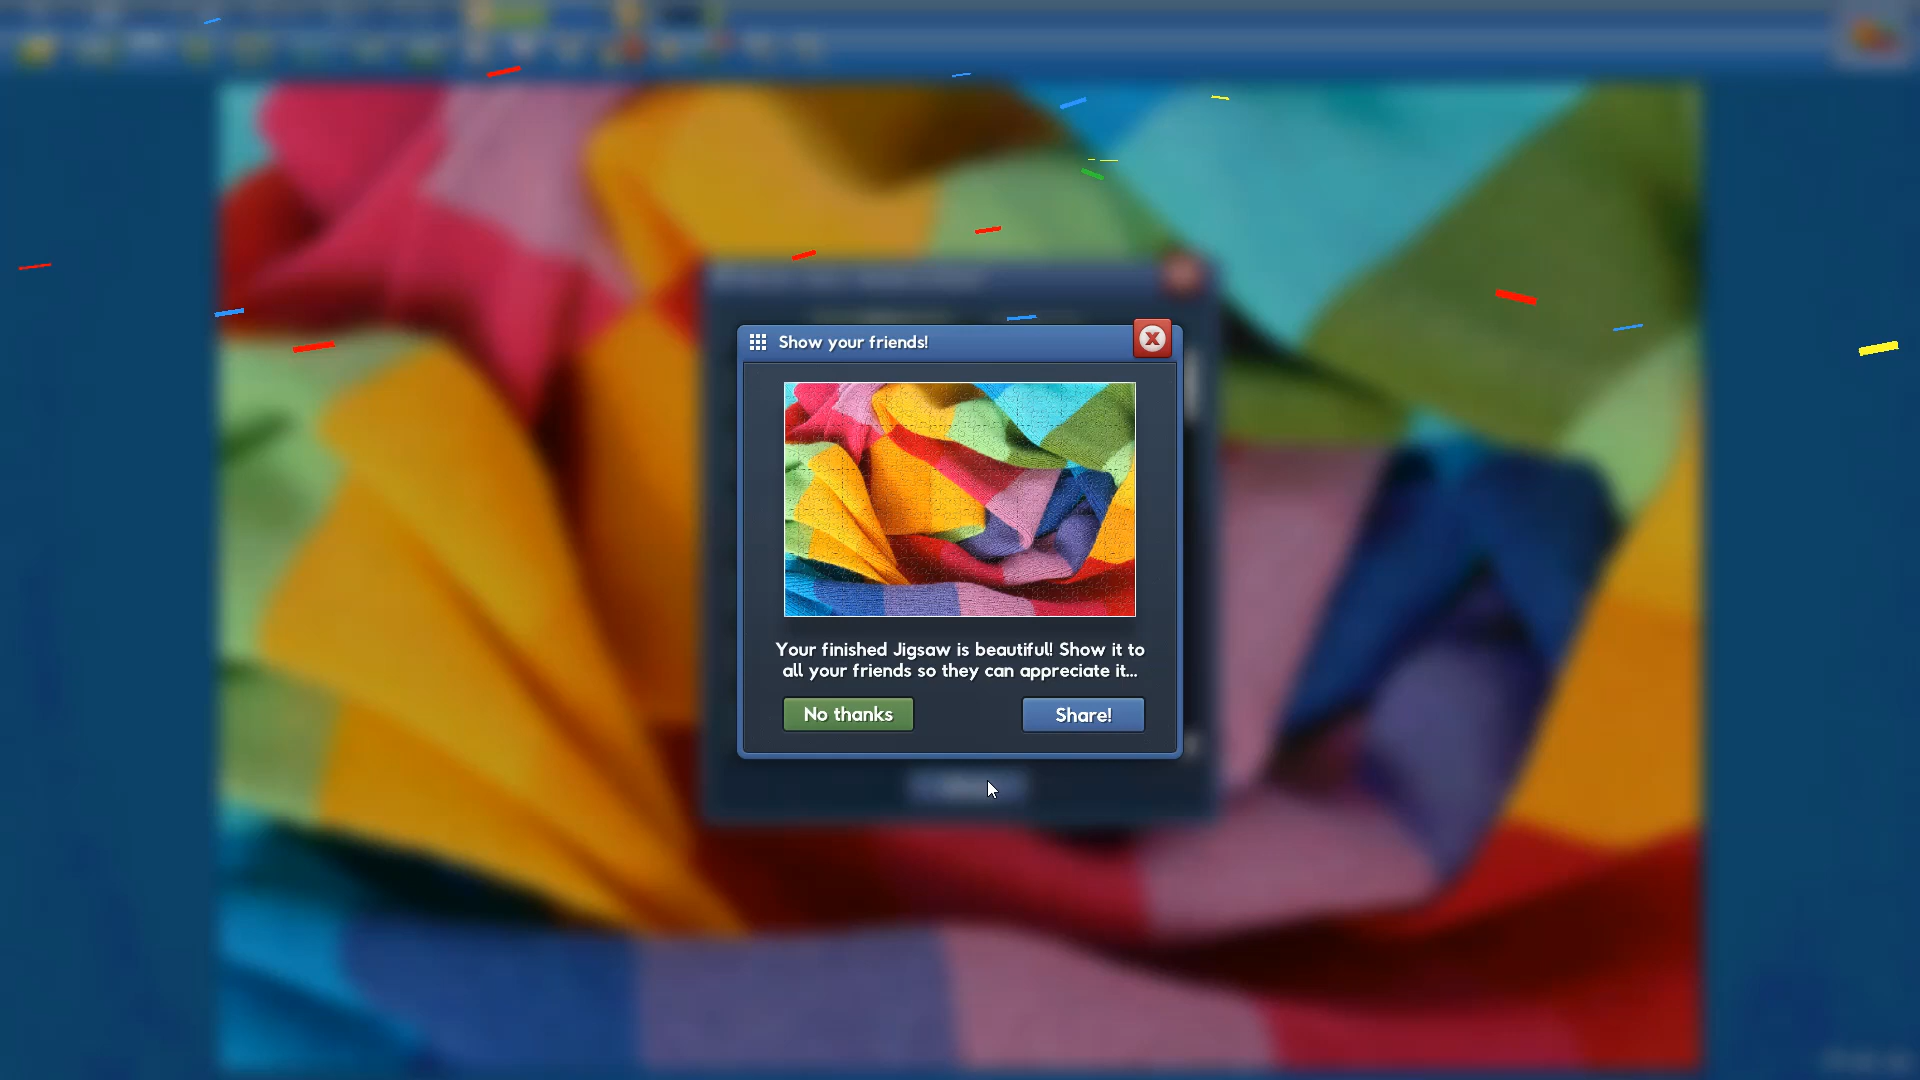 Show your friends!
Your finished Jigsaw is beautiful! Show it to
all your friends so they can appreciate it...
No thanks
Share!